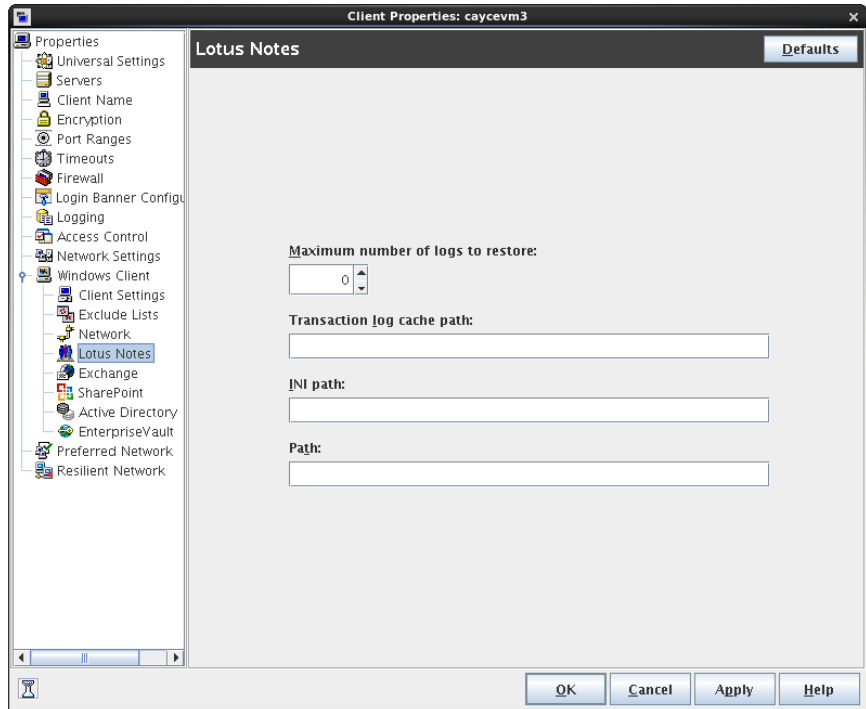 Client Properties: caycevm3
Properties
Universal Settings
Servers
Client Name
Encryption
Port Ranges
Timeouts
Firewall
Login Banner Configu
Logging
Access Control
Network Settings
Windows Client
Client Settings
Exclude Lists
Network
Lotus Notes
Exchange
SharePoint
Active Directory
EnterpriseVault
Preferred Network
Resilient Network
Lotus Notes
Defaults
Maximum number of logs to restore:
0
Transaction log cache path:
INI path:
Path:
OK
Cancel
Apply
Help